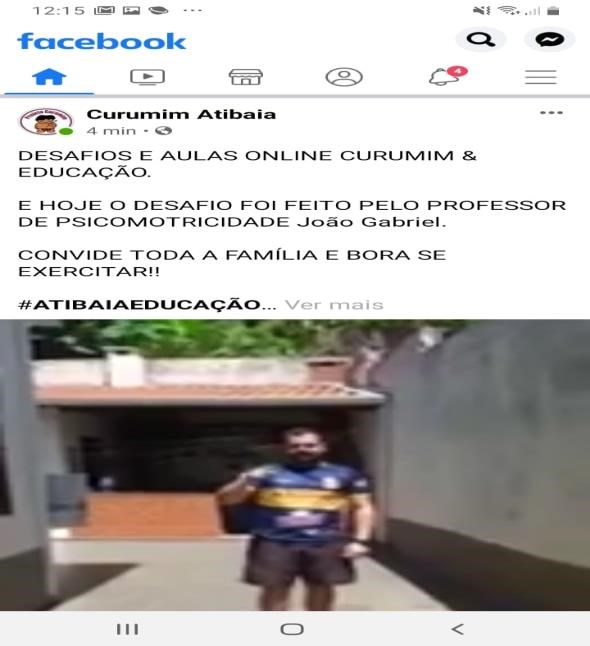 12:15
facebook
4
Curumim Atibaia
4 min
DESAFIOS E AULAS ONLINE CURUMIM &
EDUCAÇÃO.
E HOJE O DESAFIO FOI FEITO PELO PROFESSOR
DE PSICOMOTRICIDADE João Gabriel.
CONVIDE TODA A FAMÍLIA E BORA SE
EXERCITAR!!
#ATIBAIAEDUCAÇÃO... Ver mais